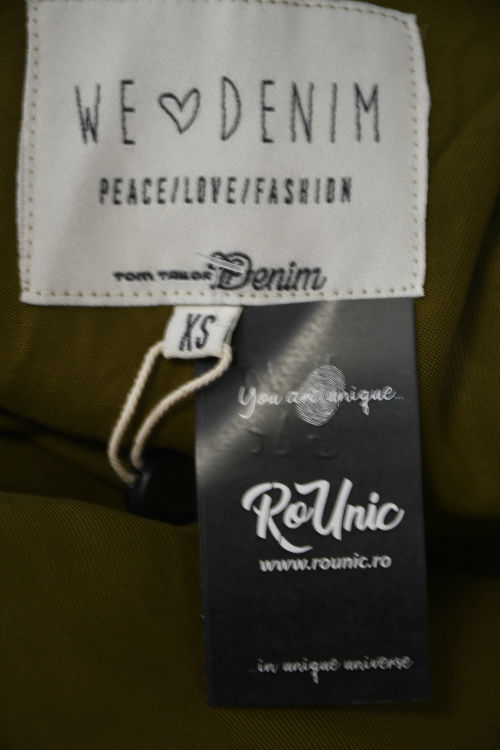 WE DENIM
PEACE/LOVE/FASHION
TOM TAILOR Denim
XS
You are unique...
RoUnic
www.rounic.ro
...in unique universe